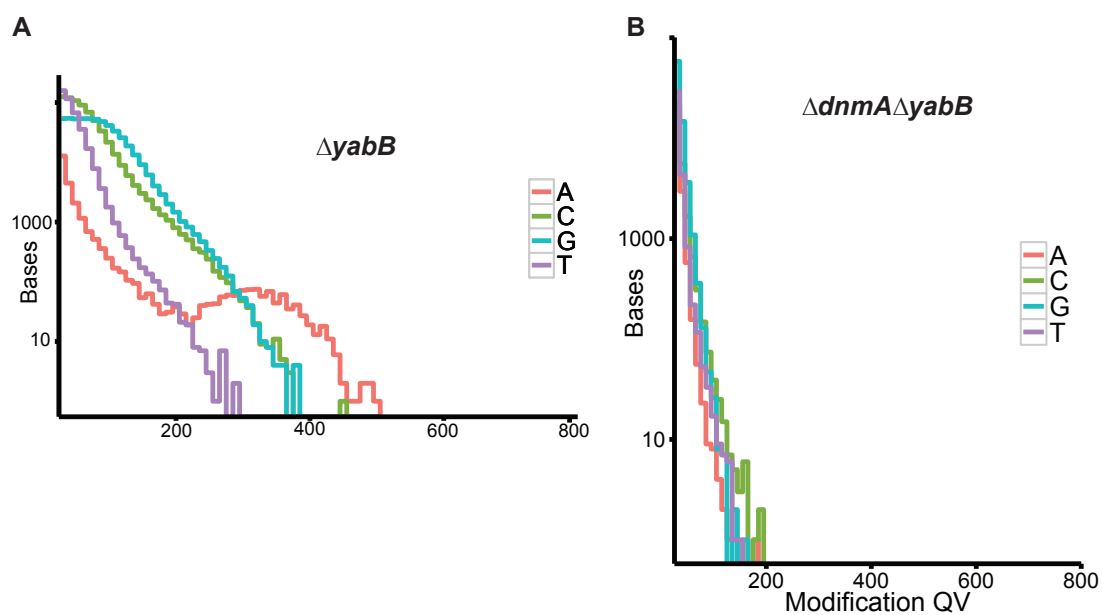 A
ΔyabB
Bases
1000
10
200
400
600
800
A
C
G
T
B
ΔdnmAΔyabB
Bases
1000
10
200
400
600
800
Modification QV
A
C
G
T